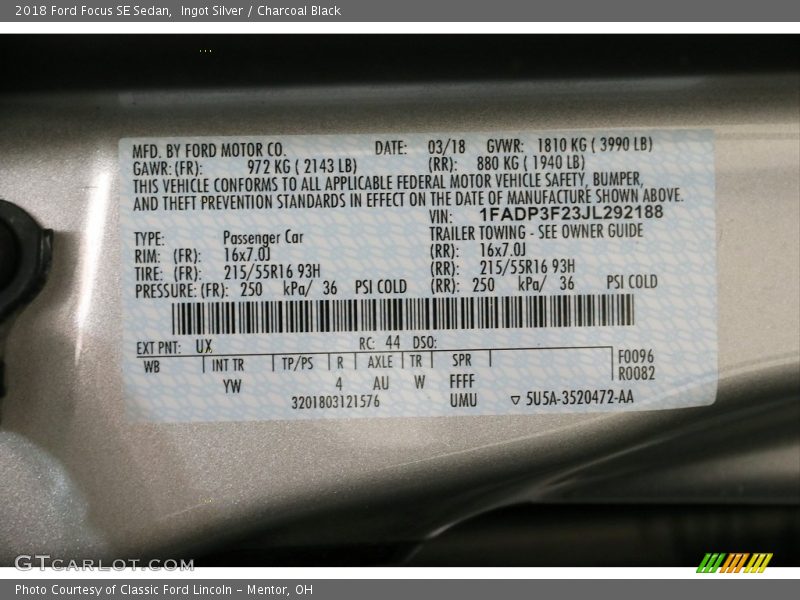 2018 Ford Focus SE Sedan,  Ingot Silver / Charcoal Black
MFD. BY FORD MOTOR CO. DATE: 03/18 GVWR: 1810 KG ( 3990 LB)
GAWR: (FR): 972 KG ( 2143 LB) (RR): 880 KG ( 1940 LB)
THIS VEHICLE CONFORMS TO ALL APPLICABLE FEDERAL MOTOR VEHICLE SAFETY, BUMPER,
AND THEFT PREVENTION STANDARDS IN EFFECT ON THE DATE OF MANUFACTURE SHOWN ABOVE.
VIN: 1FADP3F23JL292188
TYPE: Passenger Car TRAILER TOWING - SEE OWNER GUIDE
RIM: (FR): 16x7.0J (RR): 16x7.0J
TIRE: (FR): 215/55R16 93H (RR): 215/55R16 93H
PRESSURE: (FR): 250 kPa/ 36 PSI COLD (RR): 250 kPa/ 36 PSI COLD
EXT PNT: UX RC: 44 DSO:
WB INT TR TP/PS R AXLE TR SPR F0096
YW 4 AU W FFFF R0082
3201803121576 UMU ▽ 5U5A-3520472-AA
GTCARLOT.COM
Photo Courtesy of Classic Ford Lincoln – Mentor, OH